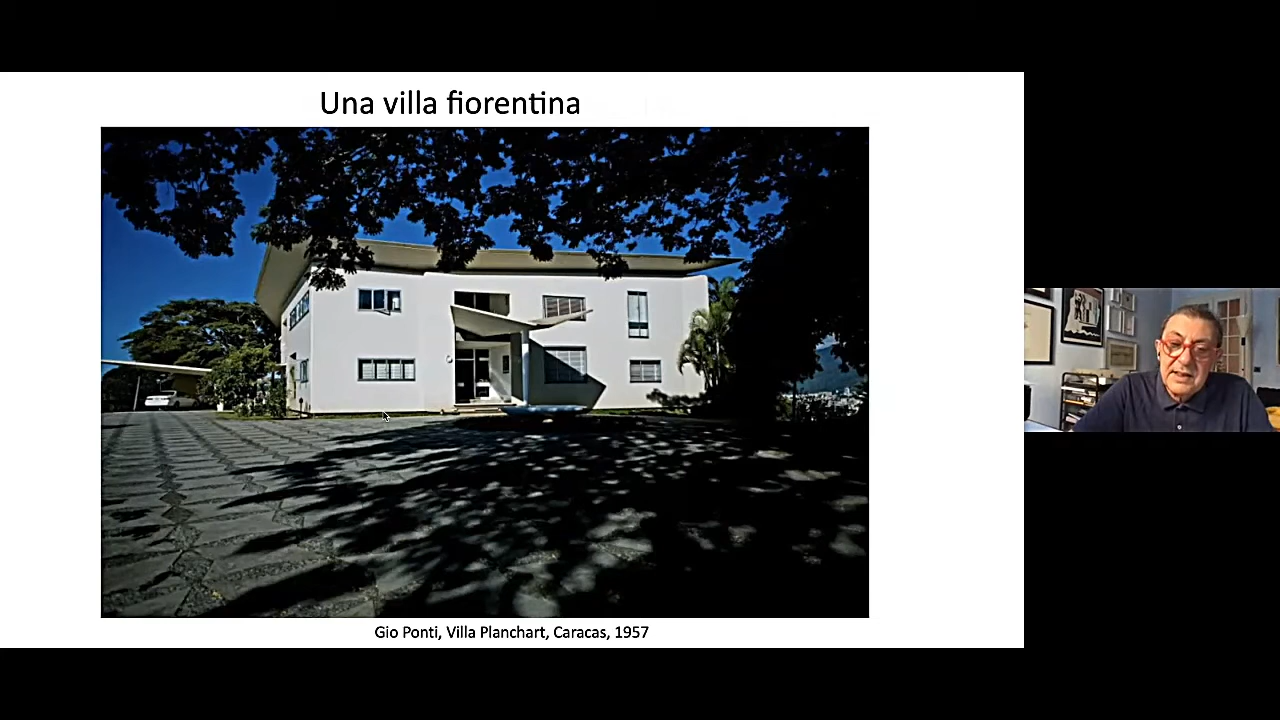 Una villa fiorentina
Gio Ponti, Villa Planchart, Caracas, 1957